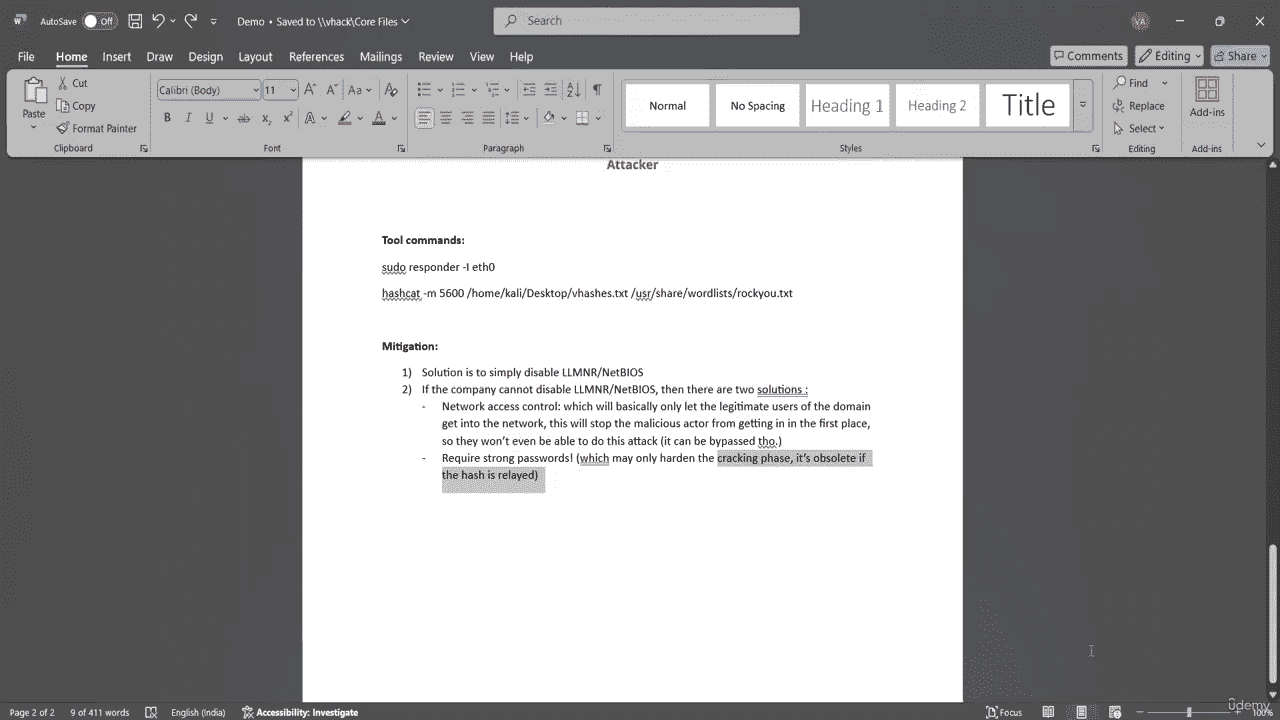 AutoSave Off Demo • Saved to \\vhack\Core Files Search VA
File Home Insert Draw Design Layout References Mailings Review View Help Comments Editing Share
Paste Cut Copy Format Painter
Calibri (Body) 11
Normal No Spacing Heading 1 Heading 2 Title
Find Replace Select Add-ins
Clipboard Font Paragraph Styles Editing Add-ins
Attacker
Tool commands:
sudo responder -I eth0
hashcat -m 5600 /home/kali/Desktop/vhashes.txt /usr/share/wordlists/rockyou.txt
Mitigation:
1) Solution is to simply disable LLMNR/NetBIOS
2) If the company cannot disable LLMNR/NetBIOS, then there are two solutions :
- Network access control: which will basically only let the legitimate users of the domain
get into the network, this will stop the malicious actor from getting in in the first place,
so they won't even be able to do this attack (it can be bypassed tho.)
- Require strong passwords! (which may only harden the cracking phase, it's obsolete if
the hash is relayed)
Page 2 of 2 9 of 411 words English (India) Accessibility: Investigate Focus 100%
Udemy